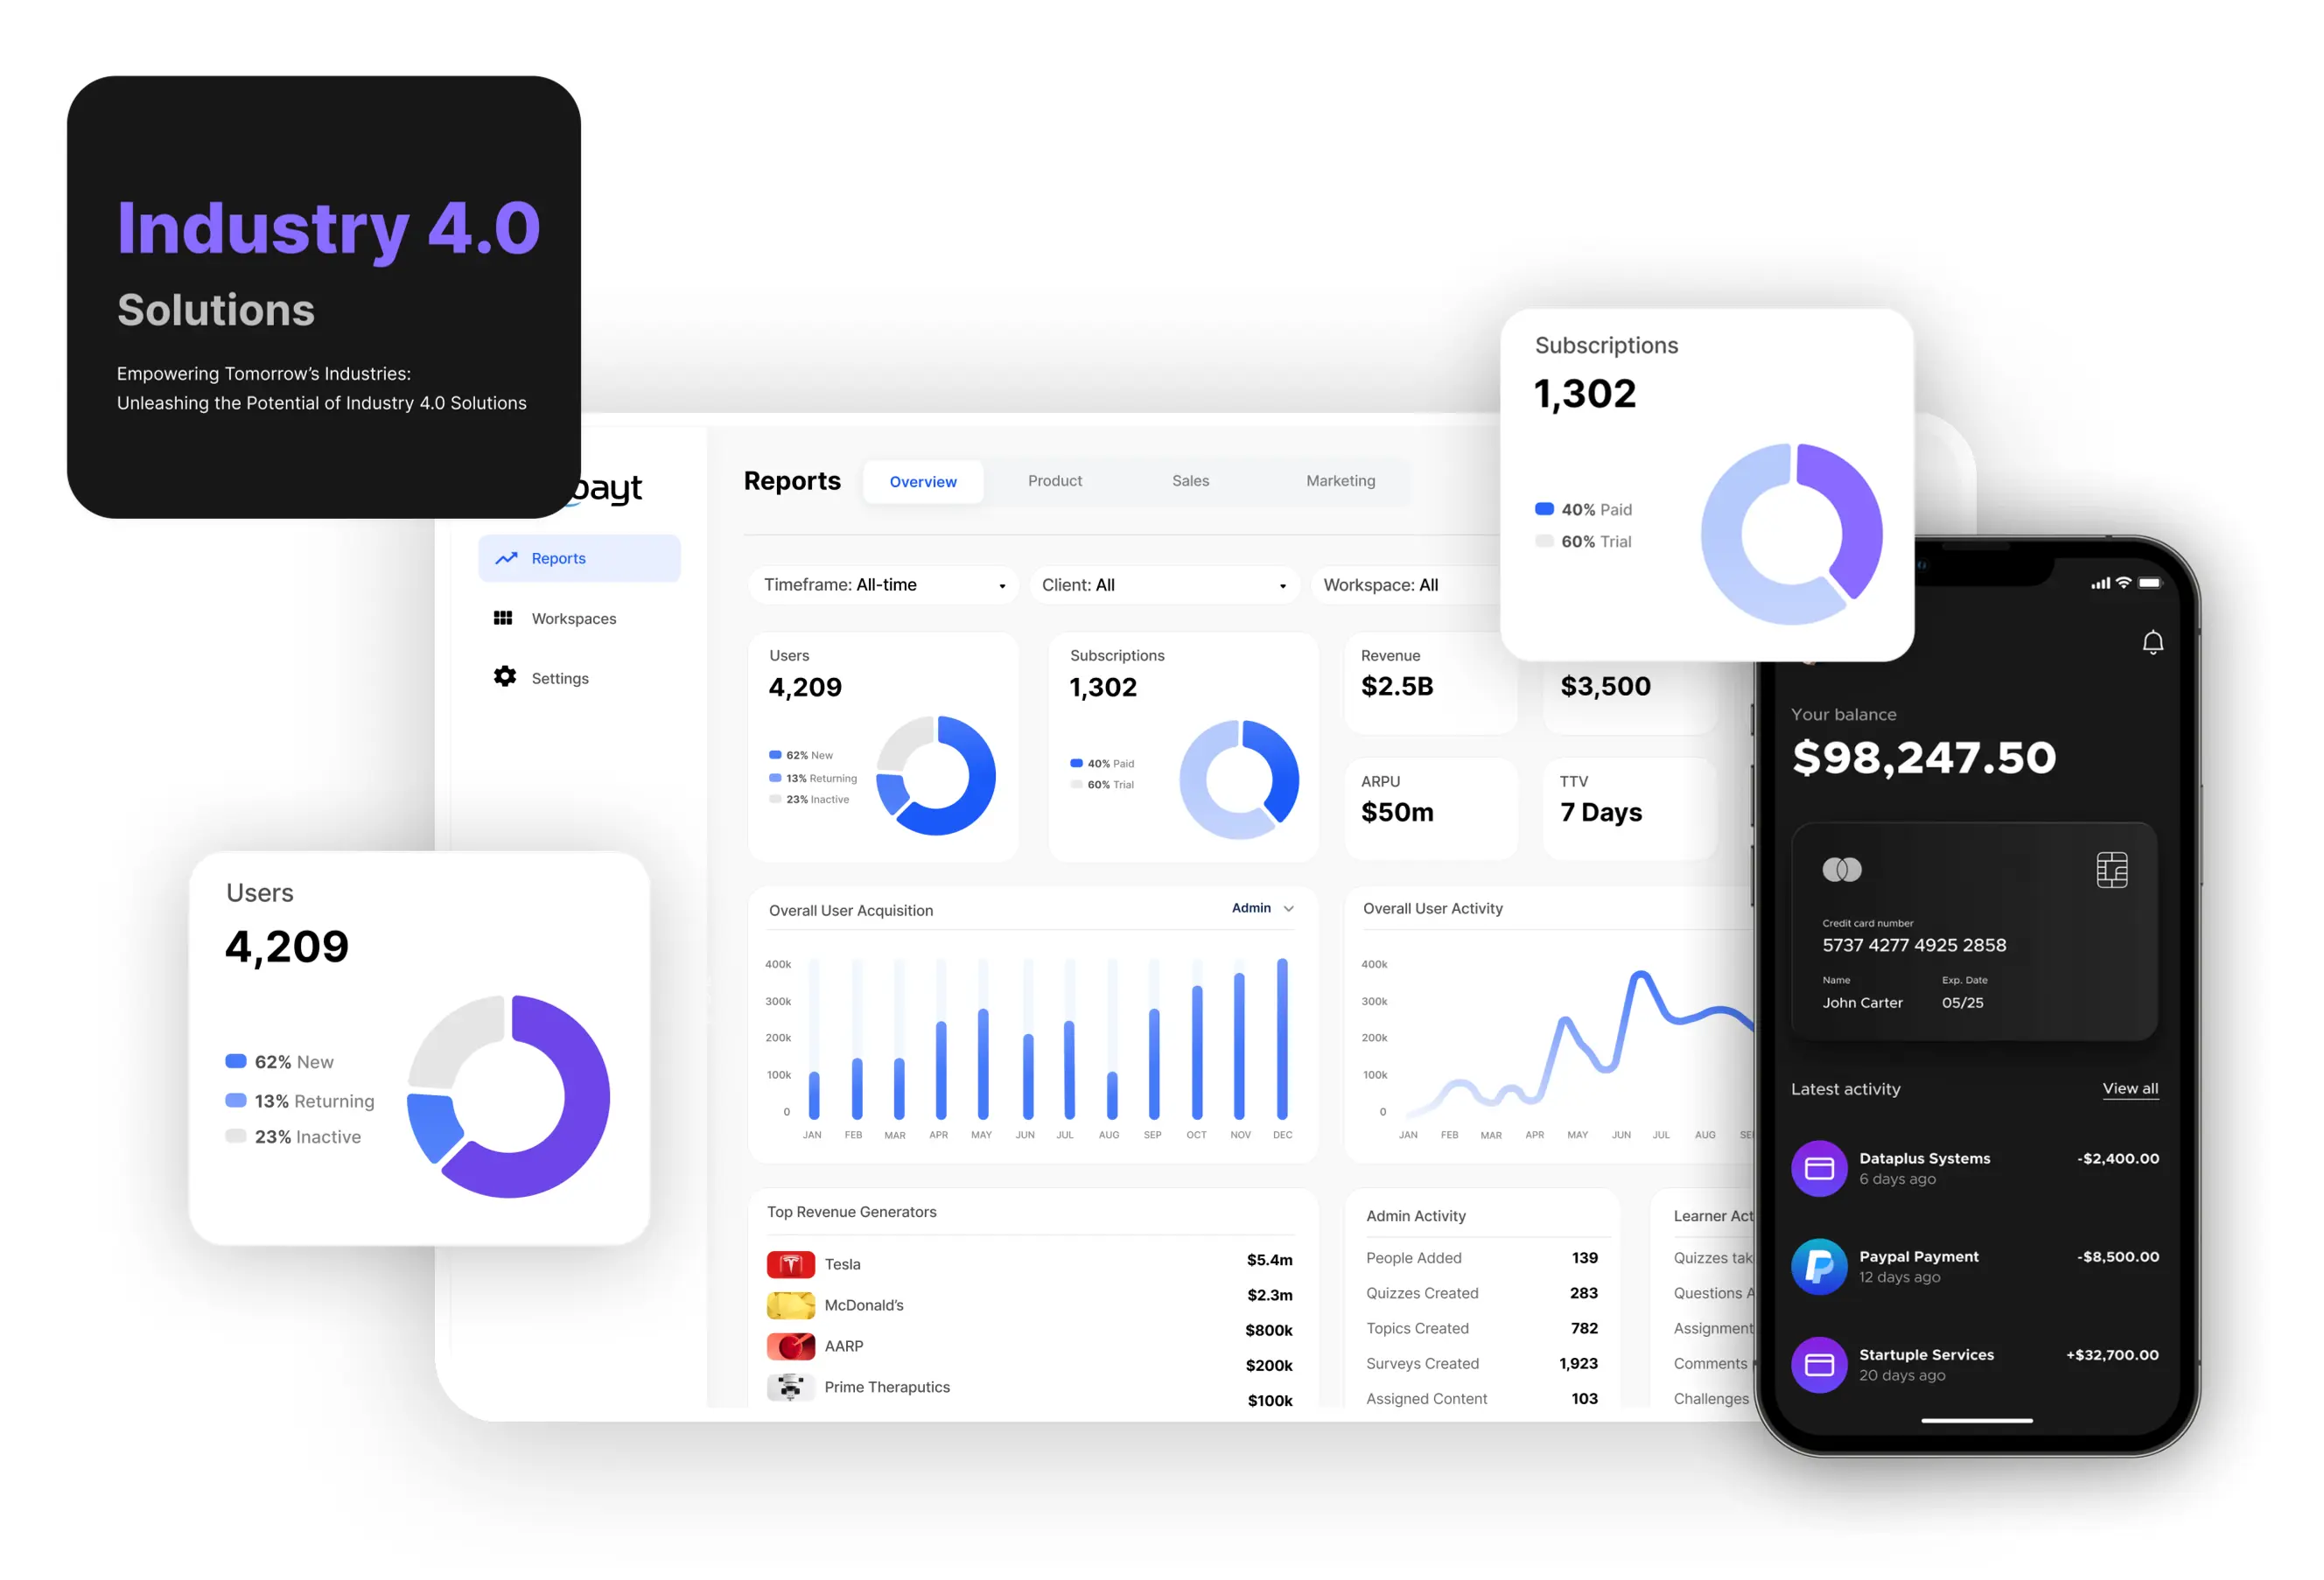 Industry 4.0
Solutions
Empowering Tomorrow's Industries:
Unleashing the Potential of Industry 4.0 Solutions
Reports
Workspaces
Settings
Reports
Overview
Product
Sales
Marketing
Timeframe: All-time
Client: All
Workspace: All
Users
4,209
62% New
13% Returning
23% Inactive
Subscriptions
1,302
40% Paid
60% Trial
Revenue
$2.5B
$3,500
ARPU
$50m
TTV
7 Days
Overall User Acquisition
Admin
400k
300k
200k
100k
0
JAN FEB MAR APR MAY JUN JUL AUG SEP OCT NOV DEC
Overall User Activity
400k
300k
200k
100k
0
JAN FEB MAR APR MAY JUN JUL AUG
Top Revenue Generators
Tesla
McDonald's
AARP
Prime Theraputics
$5.4m
$2.3m
$800k
$200k
$100k
Admin Activity
People Added 139
Quizzes Created 283
Topics Created 782
Surveys Created 1,923
Assigned Content 103
Learner
Quizzes
Questions
Comments
Challenges
Users
4,209
62% New
13% Returning
23% Inactive
Subscriptions
1,302
40% Paid
60% Trial
Your balance
$98,247.50
Credit card number
5737 4277 4925 2858
Name Exp. Date
John Carter 05/25
Latest activity View all
Dataplus Systems -$2,400.00
6 days ago
Paypal Payment -$8,500.00
12 days ago
Startuple Services +$32,700.00
20 days ago